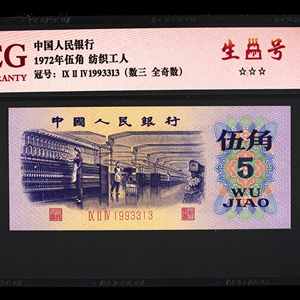 CG
RRANTY
中国人民银行
1972年伍角 纺织工人
冠号：IX II IV1993313（数三 全奇数）
生 号
☆☆☆
中國人民銀行
伍角
5
WU
JIAO
IX II IV 1993313